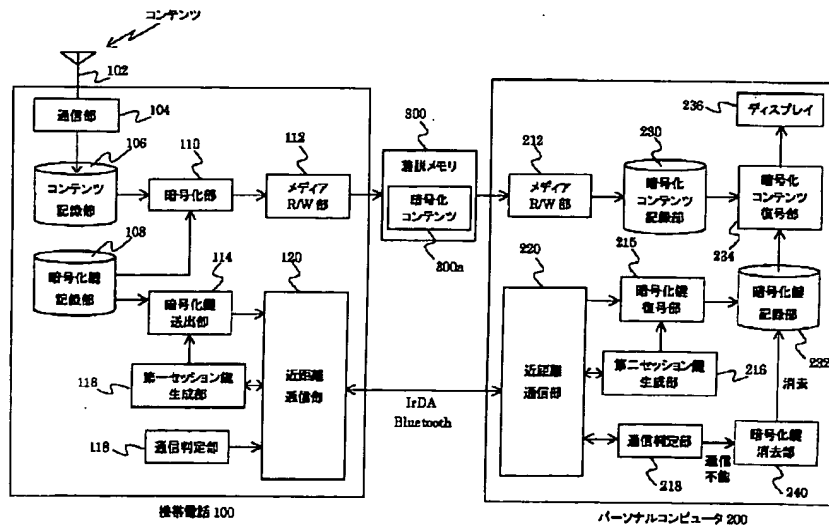 コンテンツ
102
通信部
104
106
コンテンツ
記録部
110
暗号化部
112
メディア
R/W部
108
暗号化鍵
記録部
114
暗号化鍵
送出部
120
近距離
通信部
118
第一セッション鍵
生成部
118
通信判定部
携帯電話 100
300
着脱メモリ
暗号化
コンテンツ
300a
IrDA
Bluetooth
212
メディア
R/W部
230
暗号化
コンテンツ
記録部
236
ディスプレイ
暗号化
コンテンツ
復号部
234
220
近距離
通信部
215
暗号化鍵
復号部
暗号化鍵
記録部
232
第二セッション鍵
生成部
216
消去
通信判定部
218
通信
不能
暗号化鍵
消去部
240
パーソナルコンピュータ 200